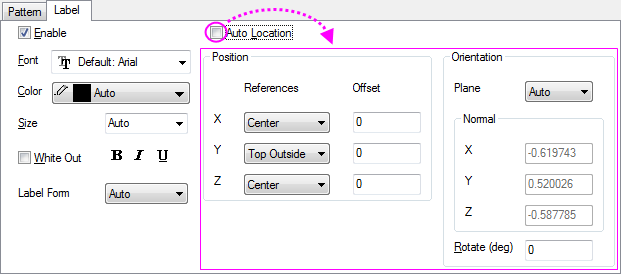 Pattern Label
Enable
Auto Location
Font Default: Arial
Color Auto
Size Auto
White Out B I U
Label Form Auto
Position
References Offset
X Center 0
Y Top Outside 0
Z Center 0
Orientation
Plane Auto
Normal
X -0.619743
Y 0.520026
Z -0.587785
Rotate (deg) 0